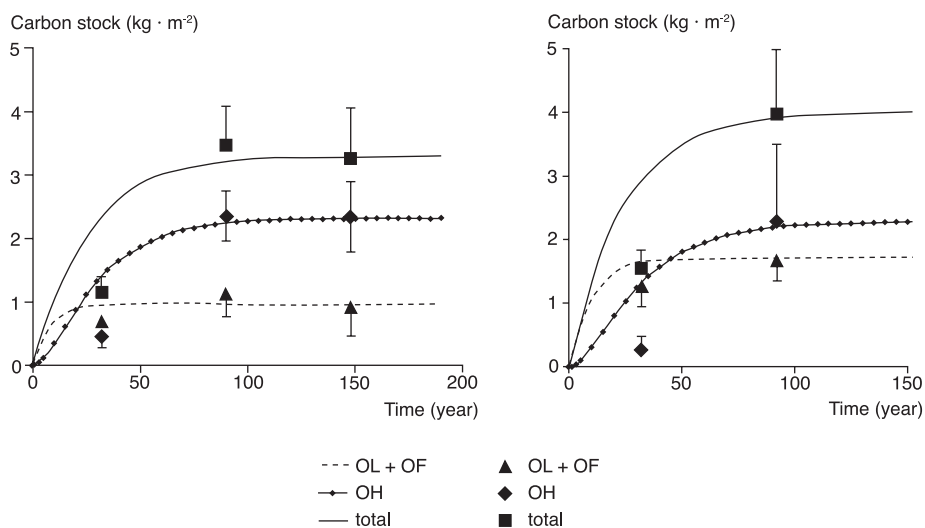 Carbon stock (kg · m-2)
5
4
3
2
1
0
0
50
100
150
200
Time (year)
Carbon stock (kg · m-2)
5
4
3
2
1
0
0
50
100
150
Time (year)
OL + OF
OH
total
OL + OF
OH
total